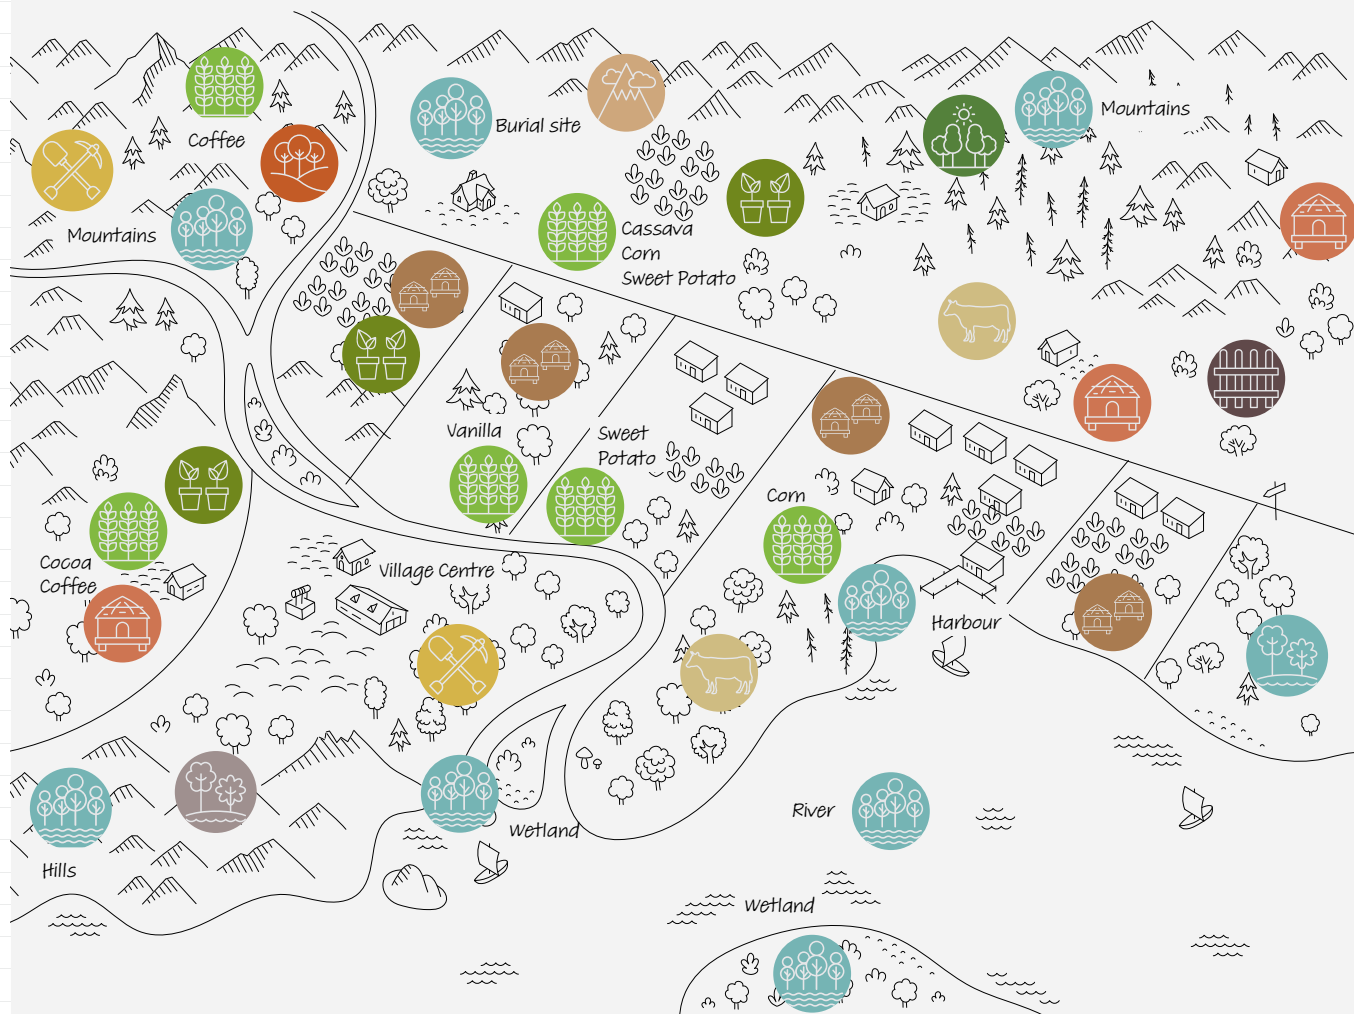 Mountains
Burial site
Coffee
Mountains
Cassava
Corn
Sweet Potato
Vanilla
Sweet
Potato
Corn
Cocoa
Coffee
Village Centre
Harbour
River
Wetland
Hills
Wetland